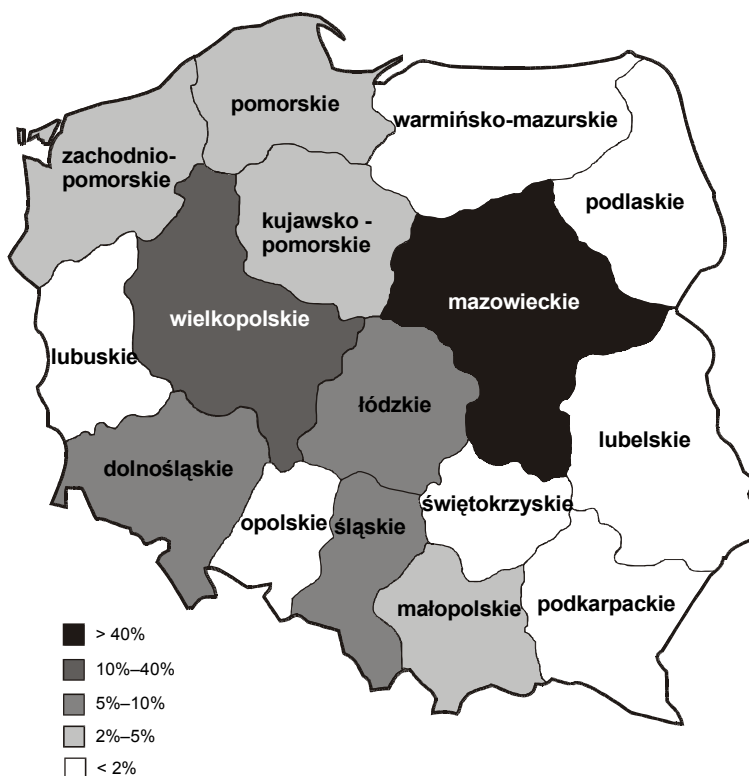 pomorskie
warmińsko-mazurskie
zachodnio-
pomorskie
podlaskie
kujawsko -
pomorskie
mazowieckie
wielkopolskie
lubuskie
łódzkie
lubelskie
dolnośląskie
świętokrzyskie
opolskie
śląskie
małopolskie
podkarpackie
> 40%
10%–40%
5%–10%
2%–5%
< 2%